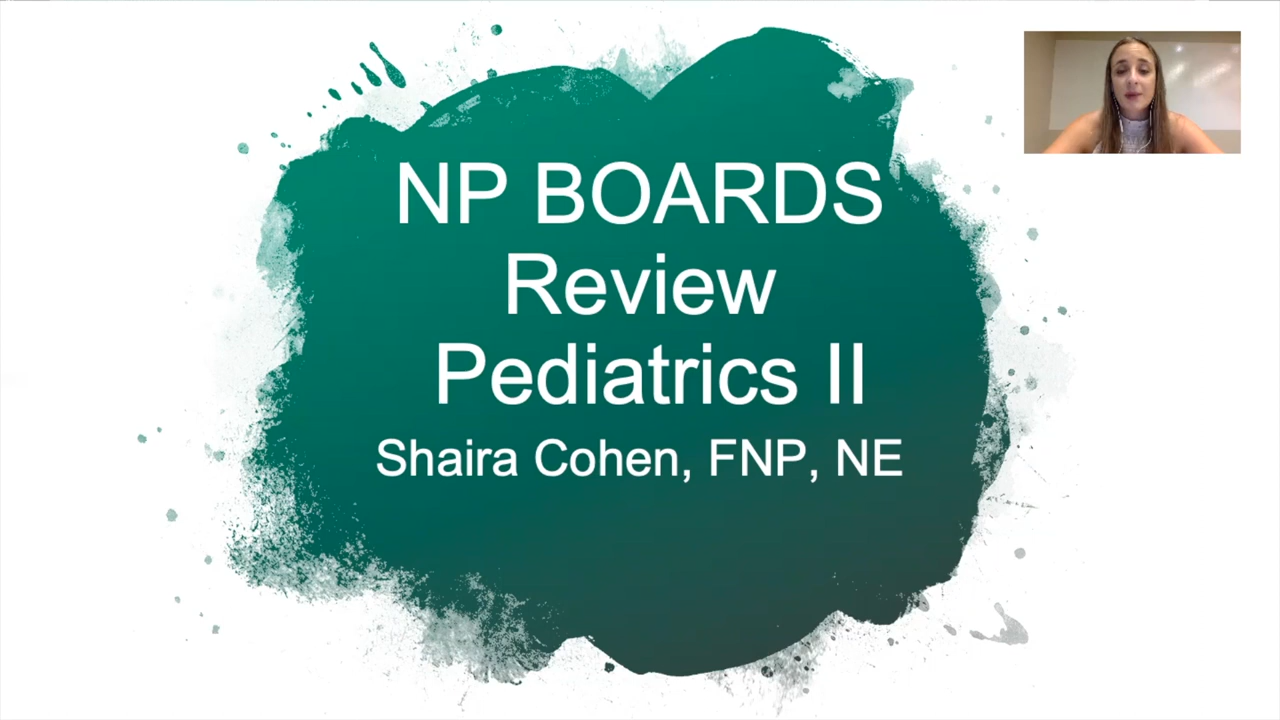 NP BOARDS
Review
Pediatrics II
Shaira Cohen, FNP, NE